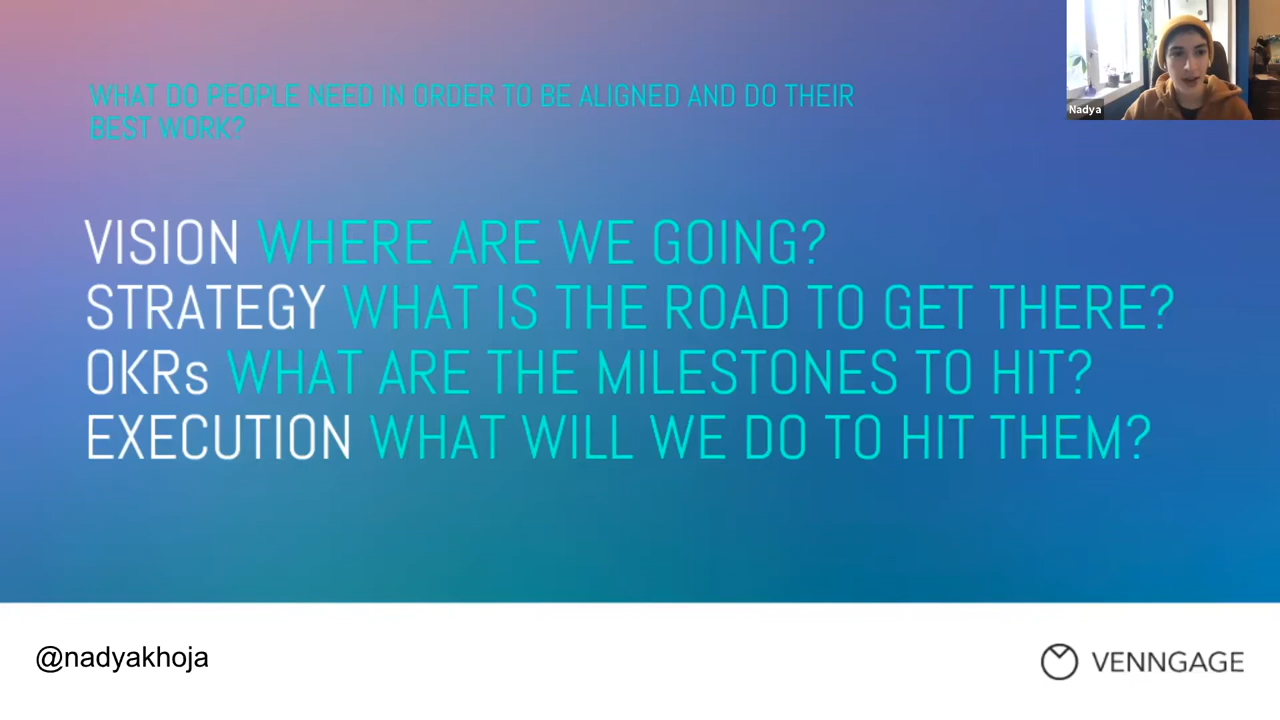 WHAT DO PEOPLE NEED IN ORDER TO BE ALIGNED AND DO THEIR
BEST WORK?
Nadya
VISION WHERE ARE WE GOING?
STRATEGY WHAT IS THE ROAD TO GET THERE?
OKRs WHAT ARE THE MILESTONES TO HIT?
EXECUTION WHAT WILL WE DO TO HIT THEM?
@nadyakhoja
VENNGAGE